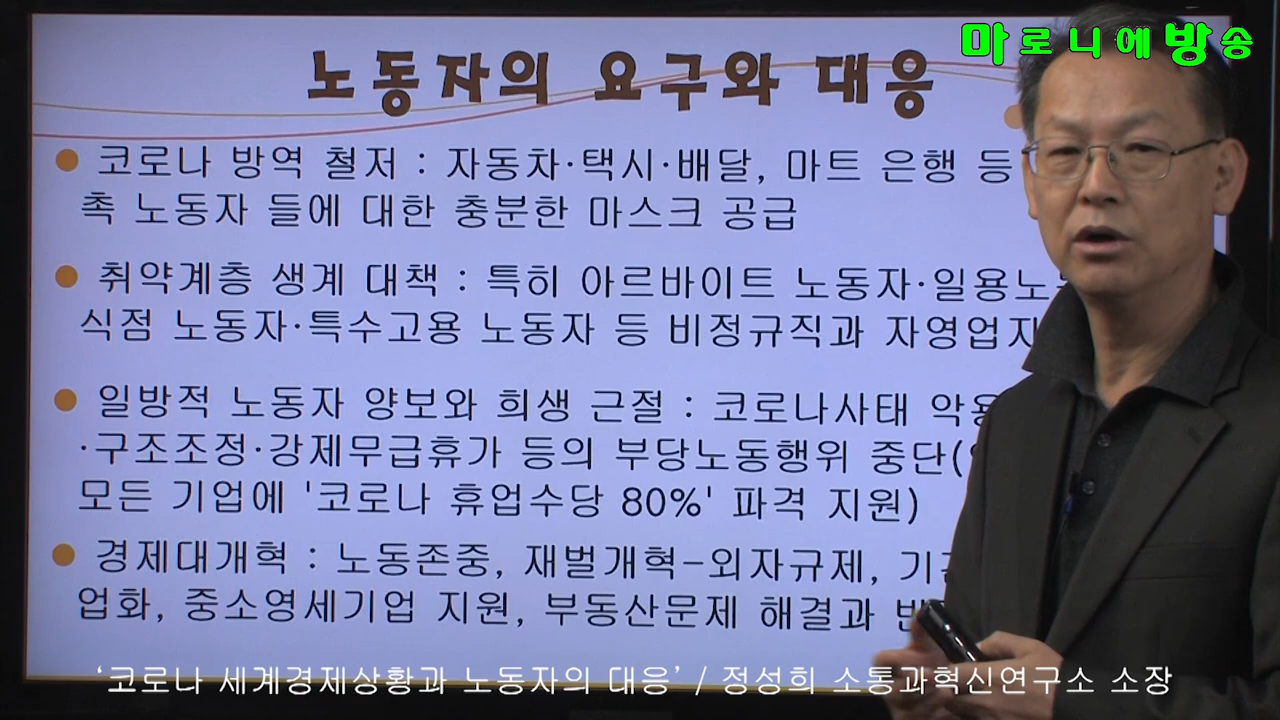 마로니에방송
노동자의 요구와 대응
코로나 방역 철저 : 자동차·택시·배달, 마트 은행 등
촉 노동자 들에 대한 충분한 마스크 공급
취약계층 생계 대책 : 특히 아르바이트 노동자·일용노
식점 노동자·특수고용 노동자 등 비정규직과 자영업자
일방적 노동자 양보와 희생 근절 : 코로나사태 악용
·구조조정·강제무급휴가 등의 부당노동행위 중단(
모든 기업에 '코로나 휴업수당 80%' 파격 지원)
경제대개혁 : 노동존중, 재벌개혁-외자규제,
업화, 중소영세기업 지원, 부동산문제 해결과
‘코로나 세계경제상황과 노동자의 대응’ / 정성희 소통과혁신연구소 소장